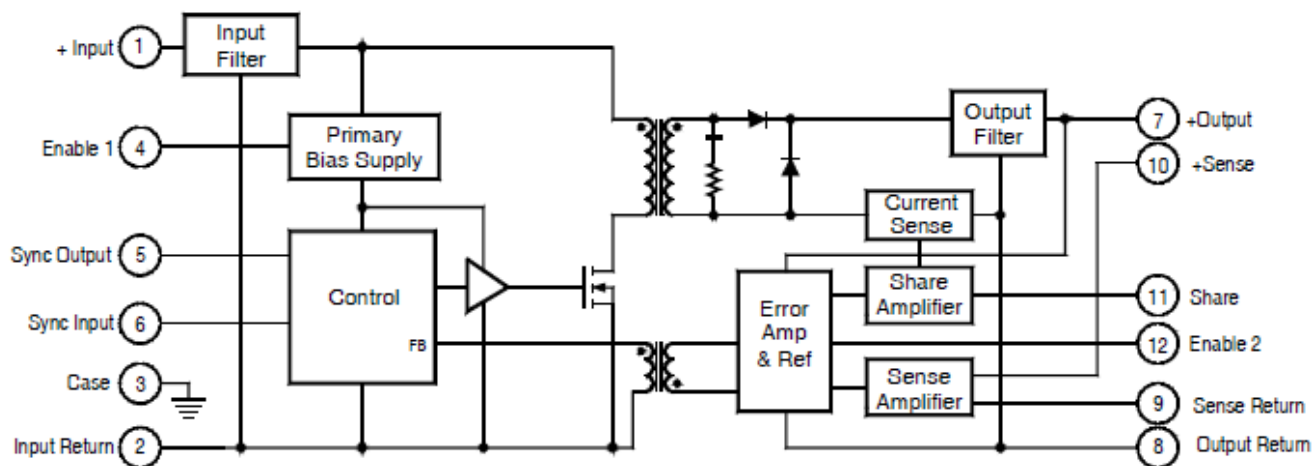 + Input 1
Input
Filter
Enable 1 4
Primary
Bias Supply
Sync Output 5
Sync Input 6
Control
FB
Case 3
Input Return 2
Output
Filter
7 +Output
10 +Sense
Current
Sense
Share
Amplifier
11 Share
Error
Amp
& Ref
12 Enable 2
Sense
Amplifier
9 Sense Return
8 Output Return